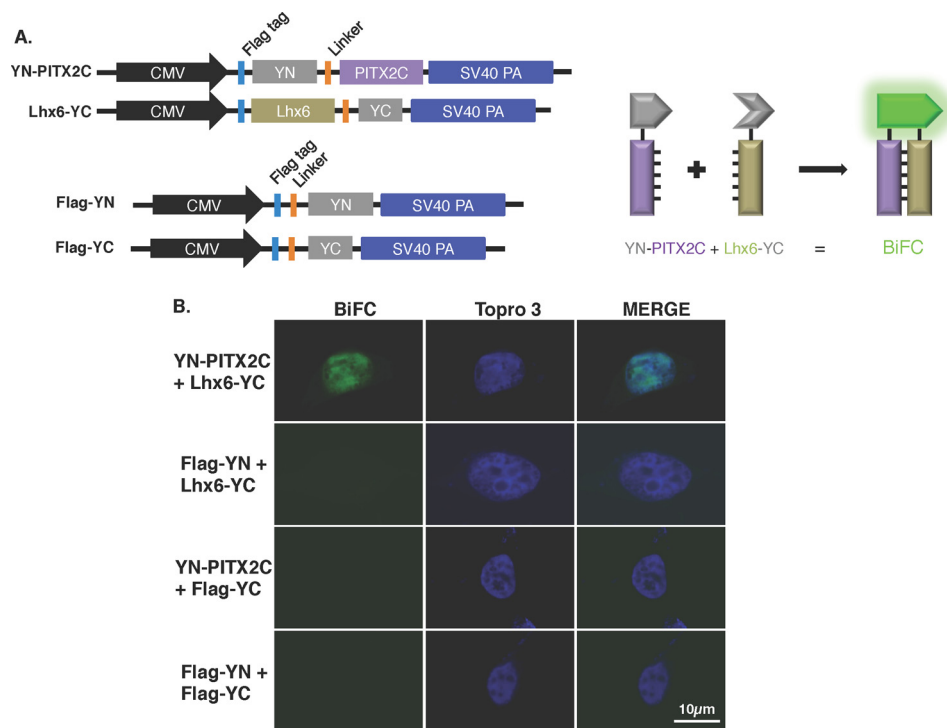 A.
Flag tag
Linker
YN-PITX2C CMV YN PITX2C SV40 PA
Lhx6-YC CMV Lhx6 YC SV40 PA
Flag tag
Linker
Flag-YN CMV YN SV40 PA
Flag-YC CMV YC SV40 PA
YN-PITX2C + Lhx6-YC = BiFC
B.
BiFC Topro 3 MERGE
YN-PITX2C
+ Lhx6-YC
Flag-YN +
Lhx6-YC
YN-PITX2C
+ Flag-YC
Flag-YN +
Flag-YC
10µm